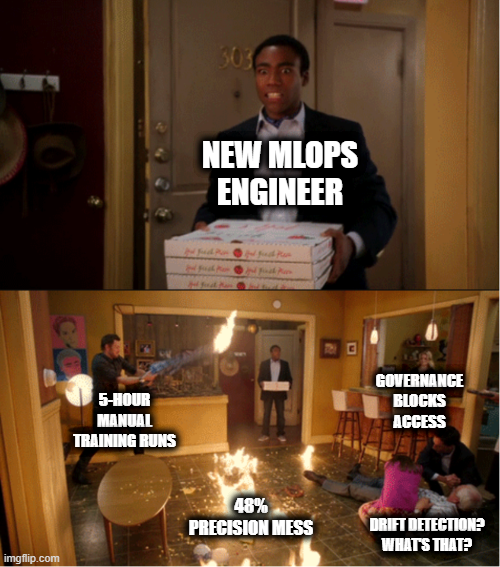 303
NEW MLOPS
ENGINEER
5-HOUR
MANUAL
TRAINING RUNS
GOVERNANCE
BLOCKS
ACCESS
48%
PRECISION MESS
DRIFT DETECTION?
WHAT'S THAT?
imgflip.com